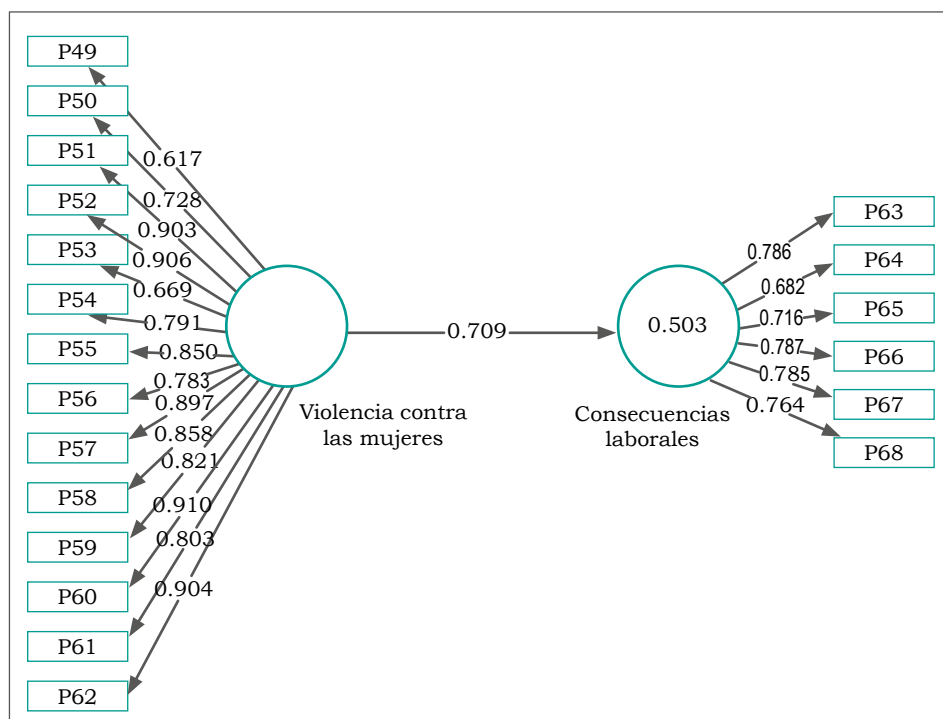 P49
P50
P51
P52
P53
P54
P55
P56
P57
P58
P59
P60
P61
P62
0.617
0.728
0.903
0.906
0.669
0.791
0.850
0.783
0.897
0.858
0.821
0.910
0.803
0.904
Violencia contra
las mujeres
0.709
0.503
Consecuencias
laborales
0.786
0.682
0.716
0.787
0.785
0.764
P63
P64
P65
P66
P67
P68